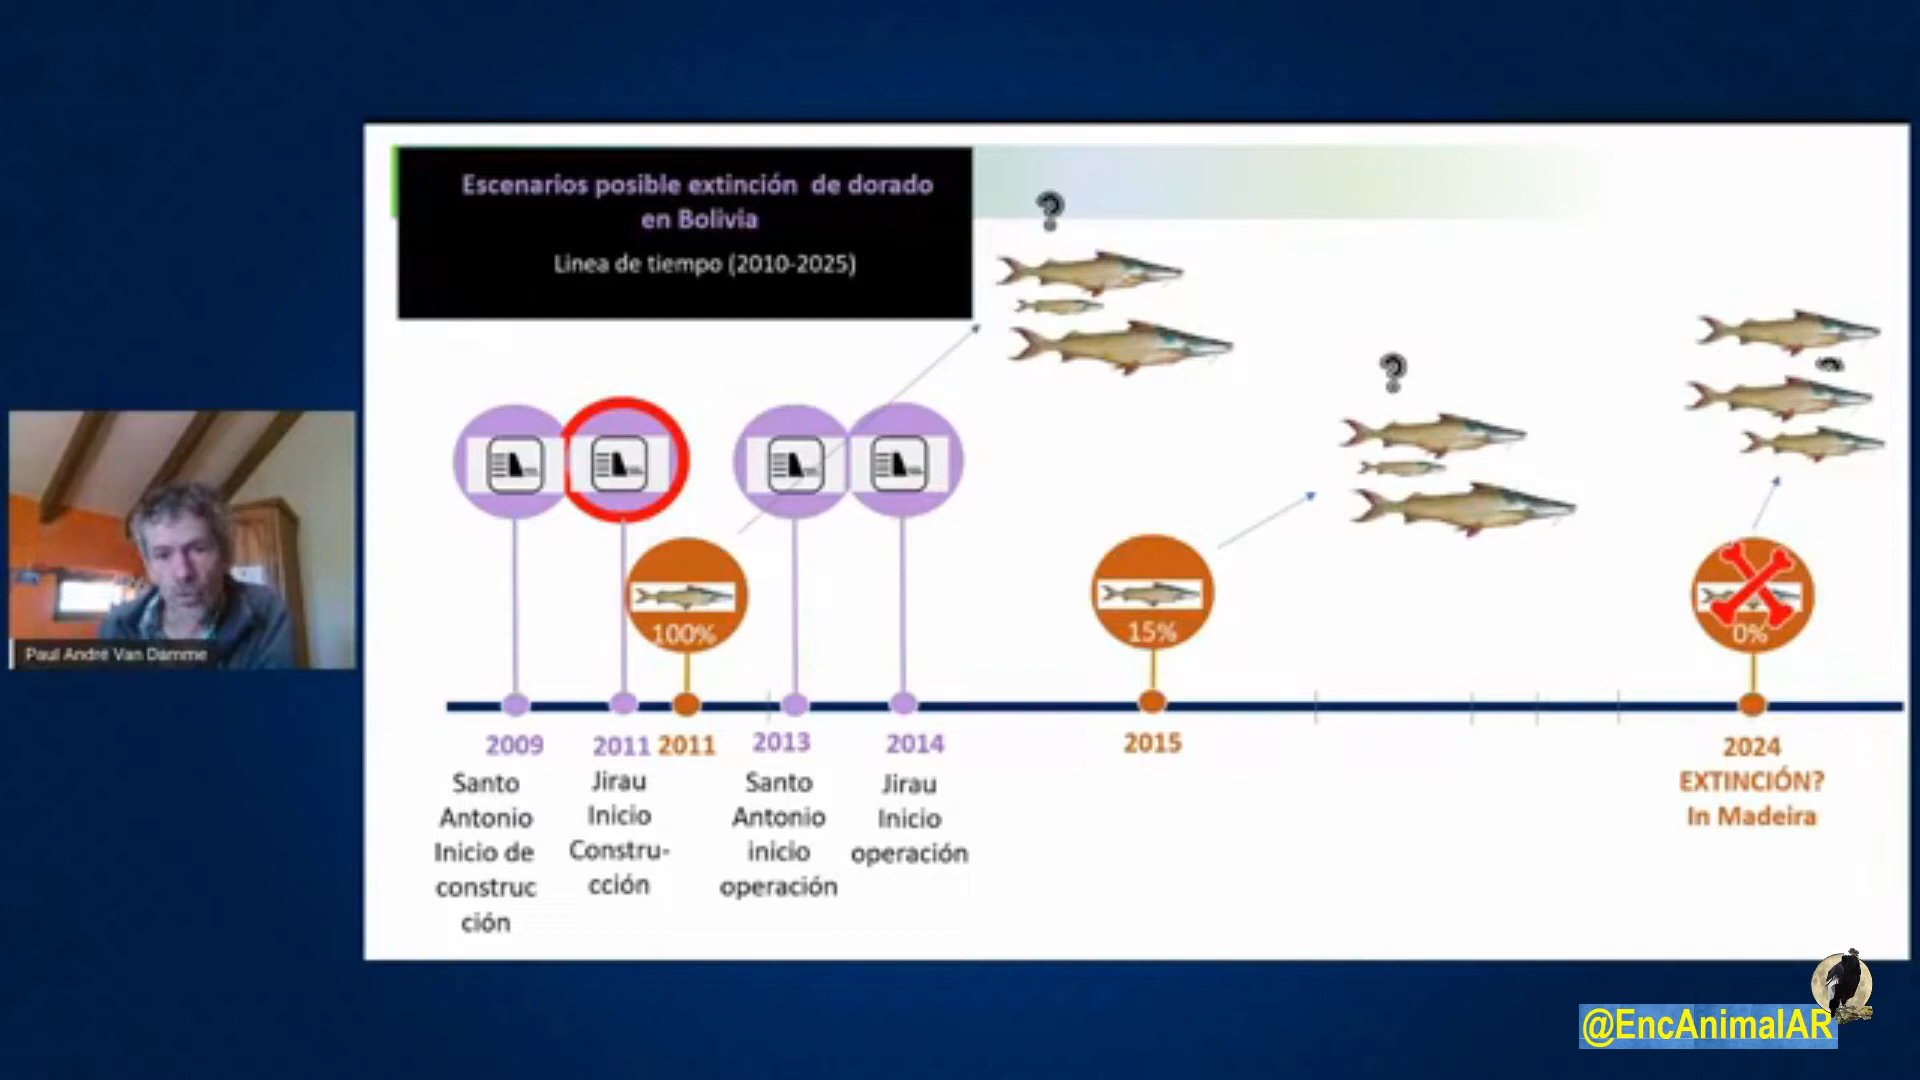 Escenarios posible extinción de dorado
en Bolivia
Linea de tiempo (2010-2025)
Paul André Van Damme
100%
15%
0%
2009
Santo
Antonio
Inicio de
construc
ción
2011
Jirau
Inicio
Constru-
cción
2011
2013
Santo
Antonio
inicio
operación
2014
Jirau
Inicio
operación
2015
2024
EXTINCIÓN?
In Madeira
?
?
@EncAnimalAR